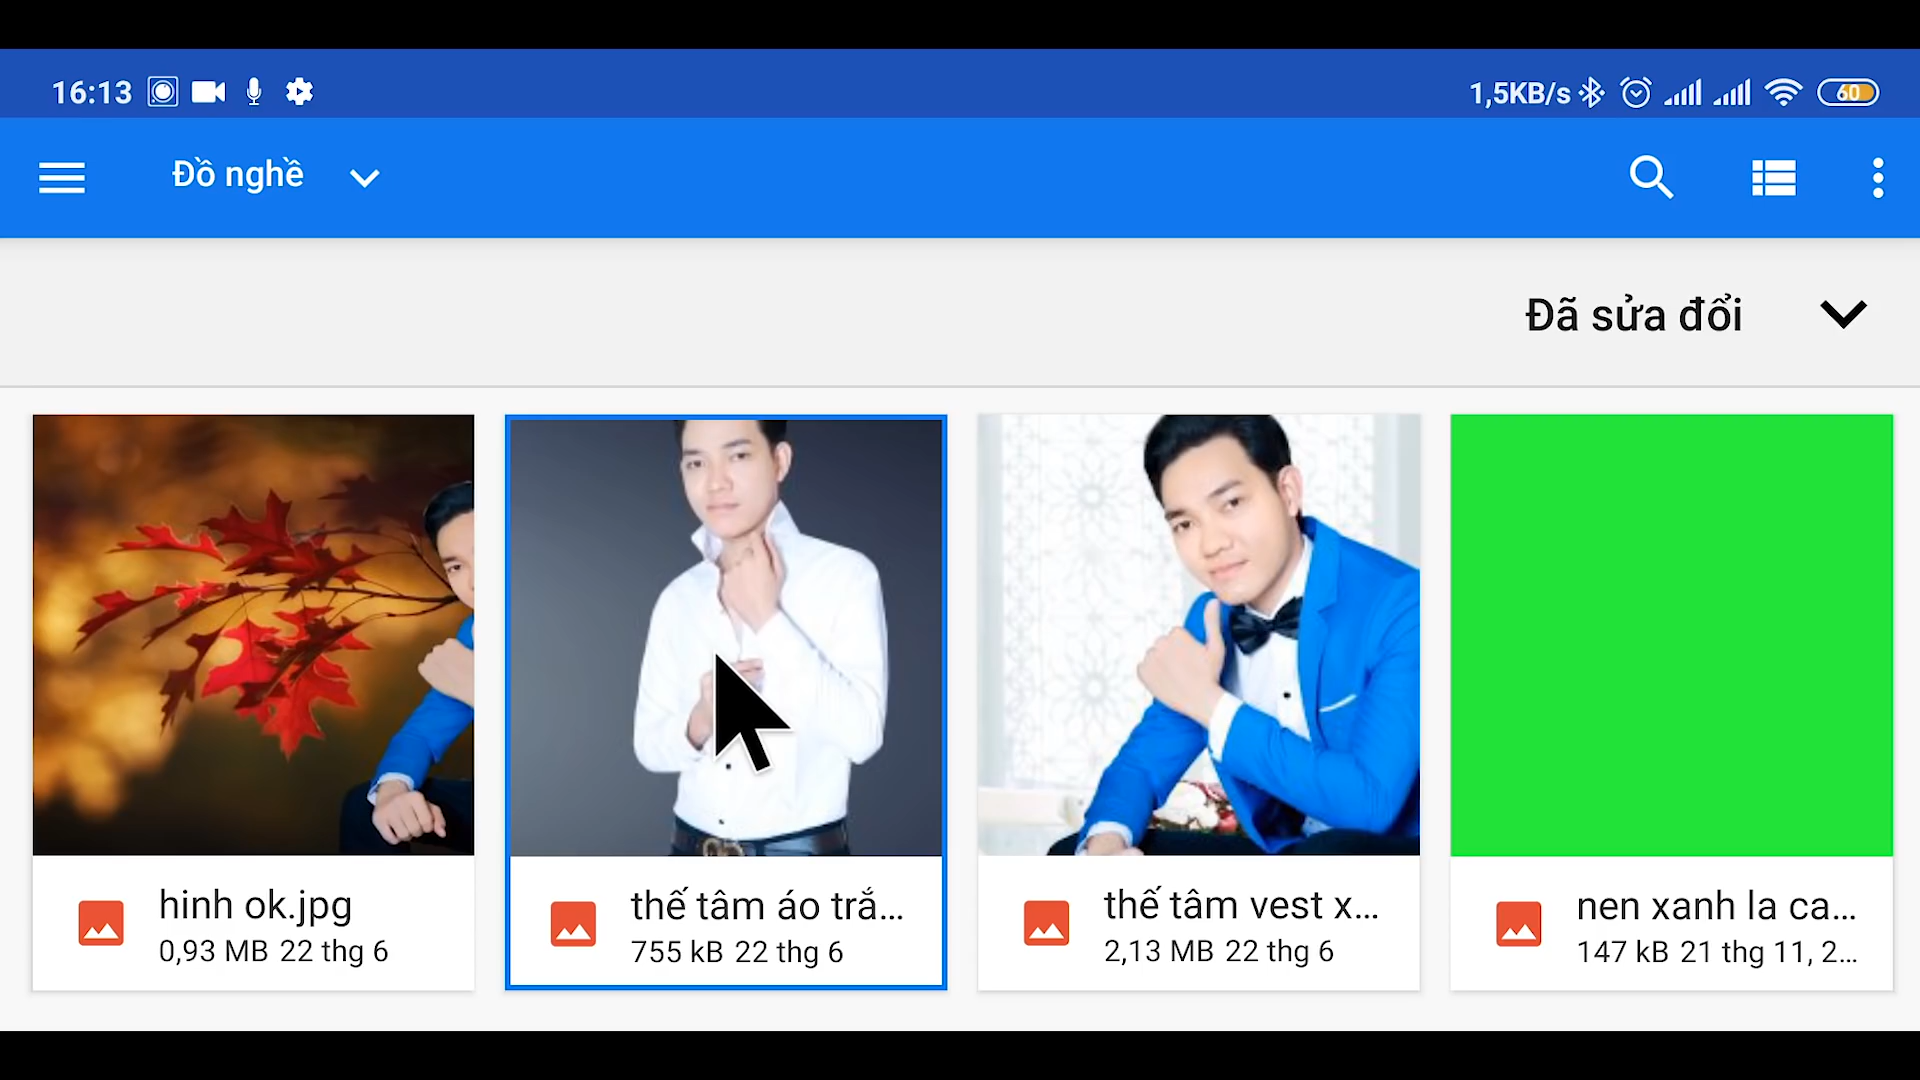 16:13
1,5KB/s
60
Đồ nghề
Đã sửa đổi
hinh ok.jpg
0,93 MB 22 thg 6
thế tâm áo trắ...
755 kB 22 thg 6
thế tâm vest x...
2,13 MB 22 thg 6
nen xanh la ca...
147 kB 21 thg 11, 2...